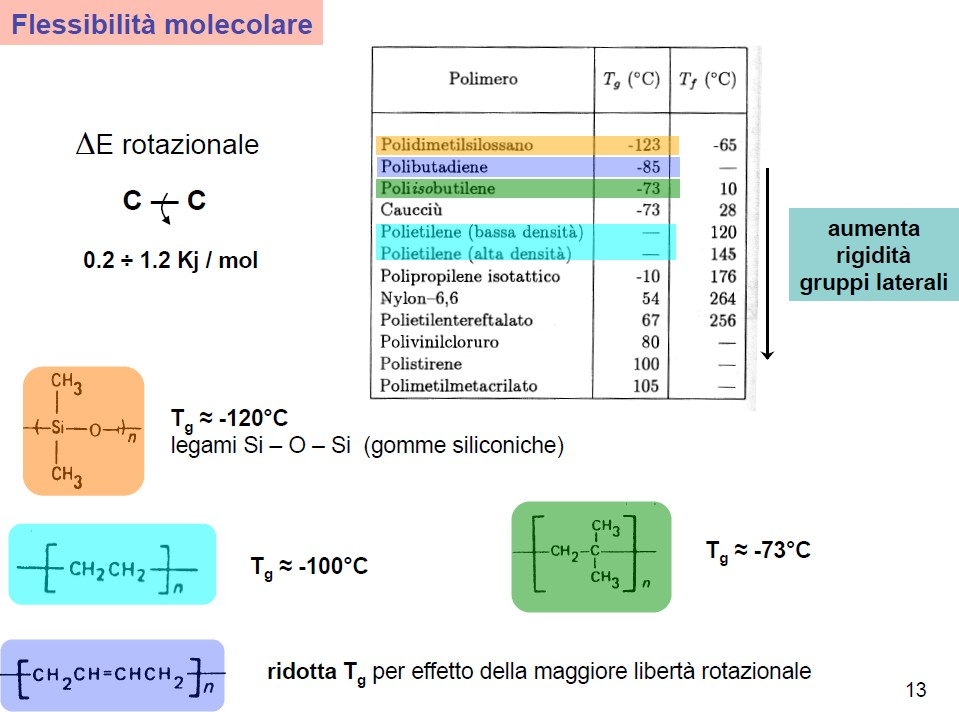 Flessibilità molecolare
Polimero Tg (°C) Tf (°C)
Polidimetilsilossano -123 -65
Polibutadiene -85 —
Poliisobutilene -73 10
Caucciù -73 28
Polietilene (bassa densità) — 120
Polietilene (alta densità) — 145
Polipropilene isotattico -10 176
Nylon–6,6 54 264
Polietilentereftalato 67 256
Polivinilcloruro 80 —
Polistirene 100 —
Polimetilmetacrilato 105 —
ΔE rotazionale
C — C
0.2 ÷ 1.2 Kj / mol
aumenta
rigidità
gruppi laterali
CH3
Si — O n
CH3
Tg ≈ -120°C
legami Si – O – Si (gomme siliconiche)
CH2CH2 n
Tg ≈ -100°C
CH3
CH2–C
CH3 n
Tg ≈ -73°C
CH2CH=CHCH2 n
ridotta Tg per effetto della maggiore libertà rotazionale
13